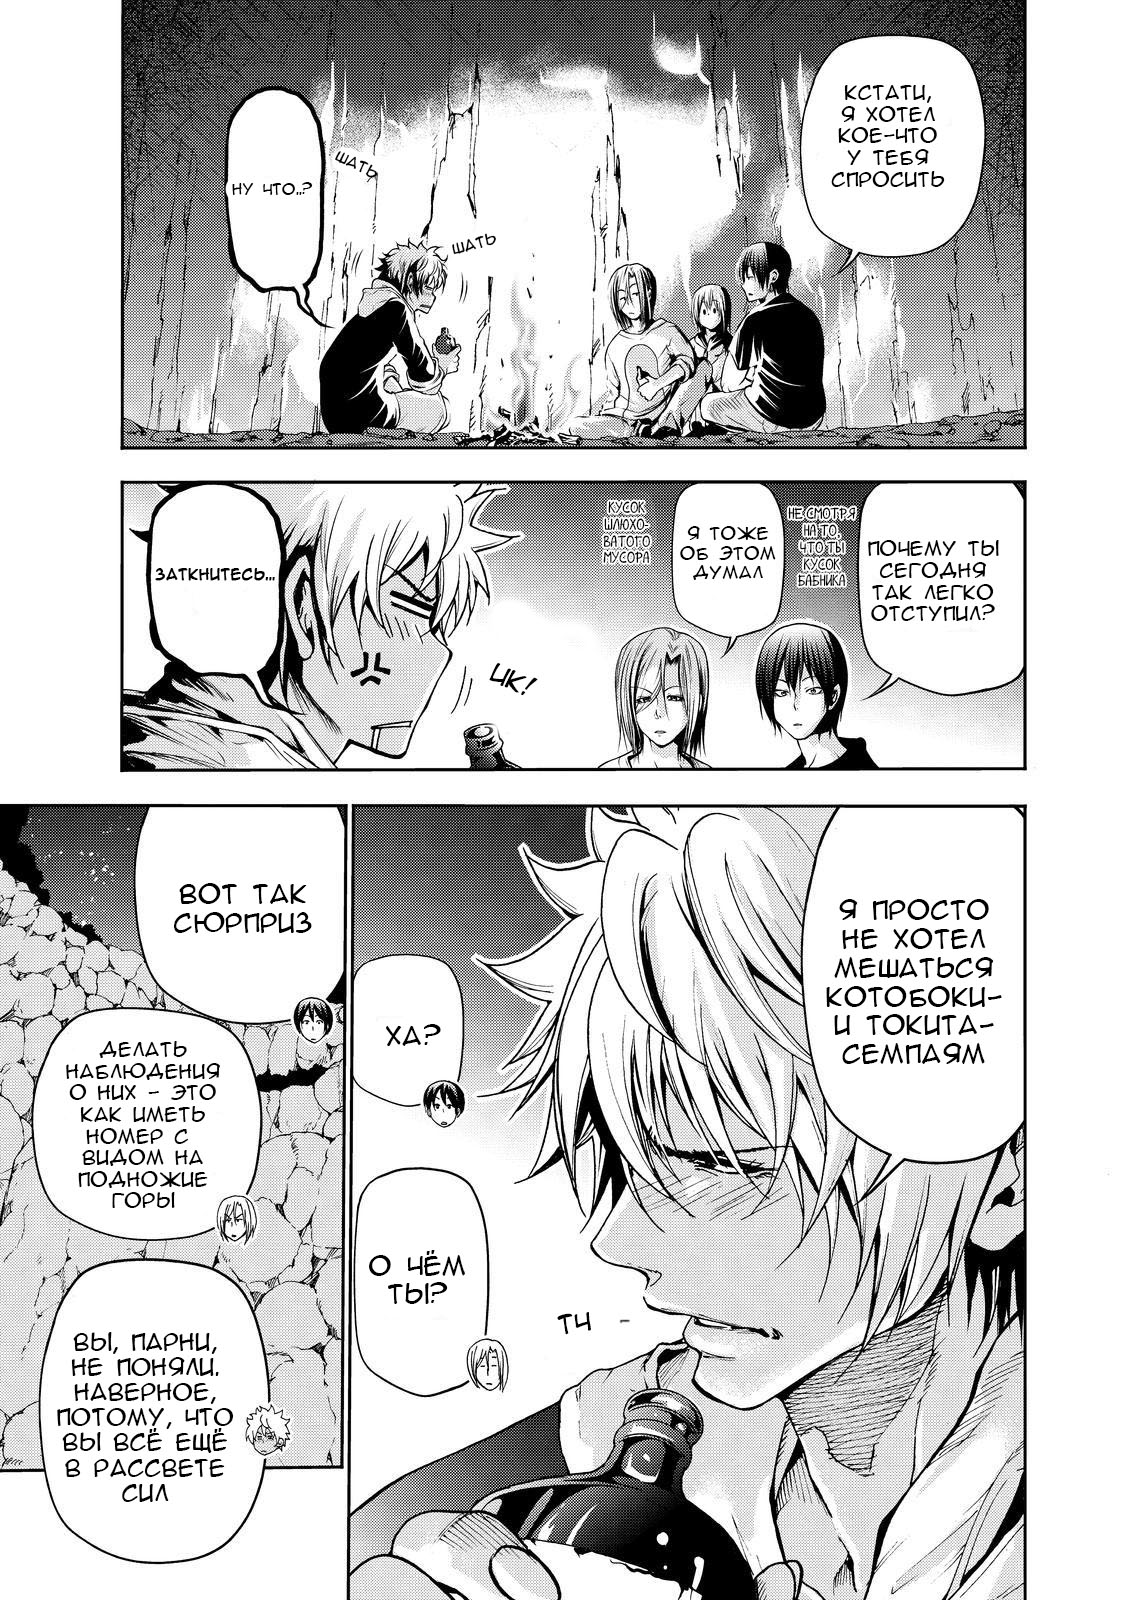 КСТАТИ,
Я ХОТЕЛ
КОЕ-ЧТО
У ТЕБЯ
СПРОСИТЬ
ШАТЬ
ШАТЬ
НУ ЧТО..?
ПОЧЕМУ ТЫ
СЕГОДНЯ
ТАК ЛЕГКО
ОТСТУПИЛ?
НЕ СМОТРЯ
НА ТО,
ЧТО ТЫ
КУСОК
БАБНИКА
Я ТОЖЕ
ОБ ЭТОМ
ДУМАЛ
КУСОК
ШЛЮХО-
ВАТОГО
МУСОРА
ИК!
ЗАТКНИТЕСЬ...
Я ПРОСТО
НЕ ХОТЕЛ
МЕШАТЬСЯ
КОТОБОКИ-
И ТОКИТА-
СЕМПАЯМ
ХА?
О ЧЁМ
ТЫ?
ТЧ
ВОТ ТАК
СЮРПРИЗ
ДЕЛАТЬ
НАБЛЮДЕНИЯ
О НИХ - ЭТО
КАК ИМЕТЬ
НОМЕР С
ВИДОМ НА
ПОДНОЖИЕ
ГОРЫ
ВЫ, ПАРНИ,
НЕ ПОНЯЛИ.
НАВЕРНОЕ,
ПОТОМУ, ЧТО
ВЫ ВСЁ ЕЩЁ
В РАССВЕТЕ
СИЛ